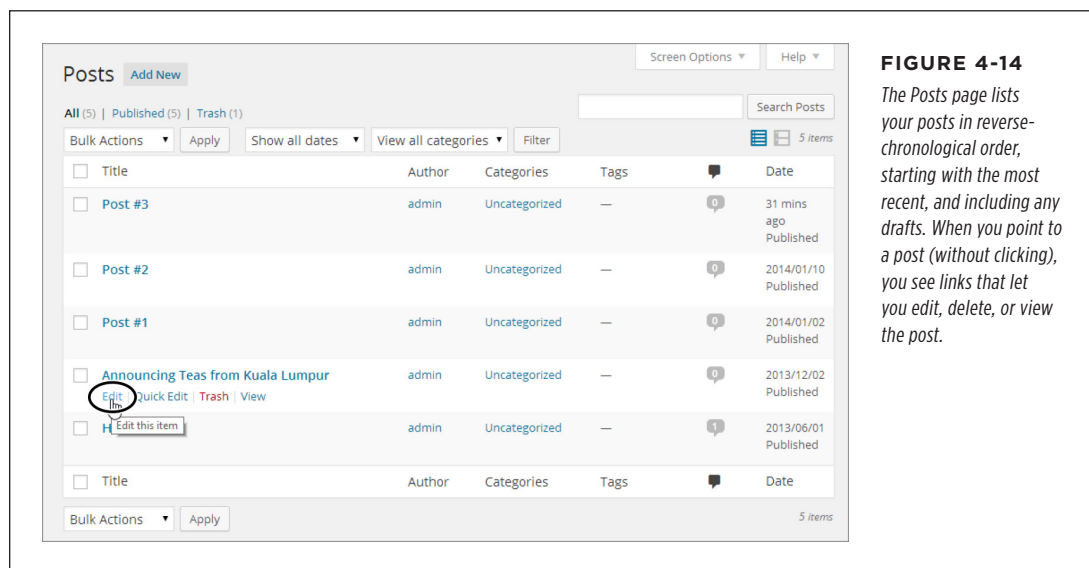 Screen Options ▼ Help ▼
Posts Add New
All (5) | Published (5) | Trash (1)
Search Posts
Bulk Actions ▼ Apply Show all dates ▼ View all categories ▼ Filter 5 items
Title Author Categories Tags Date
Post #3 admin Uncategorized — 0 31 mins
ago
Published
Post #2 admin Uncategorized — 0 2014/01/10
Published
Post #1 admin Uncategorized — 0 2014/01/02
Published
Announcing Teas from Kuala Lumpur admin Uncategorized — 0 2013/12/02
Edit | Quick Edit | Trash | View Published
Edit this item
H admin Uncategorized — 1 2013/06/01
Published
Title Author Categories Tags Date
Bulk Actions ▼ Apply 5 items
FIGURE 4-14
The Posts page lists
your posts in reverse-
chronological order,
starting with the most
recent, and including any
drafts. When you point to
a post (without clicking),
you see links that let
you edit, delete, or view
the post.